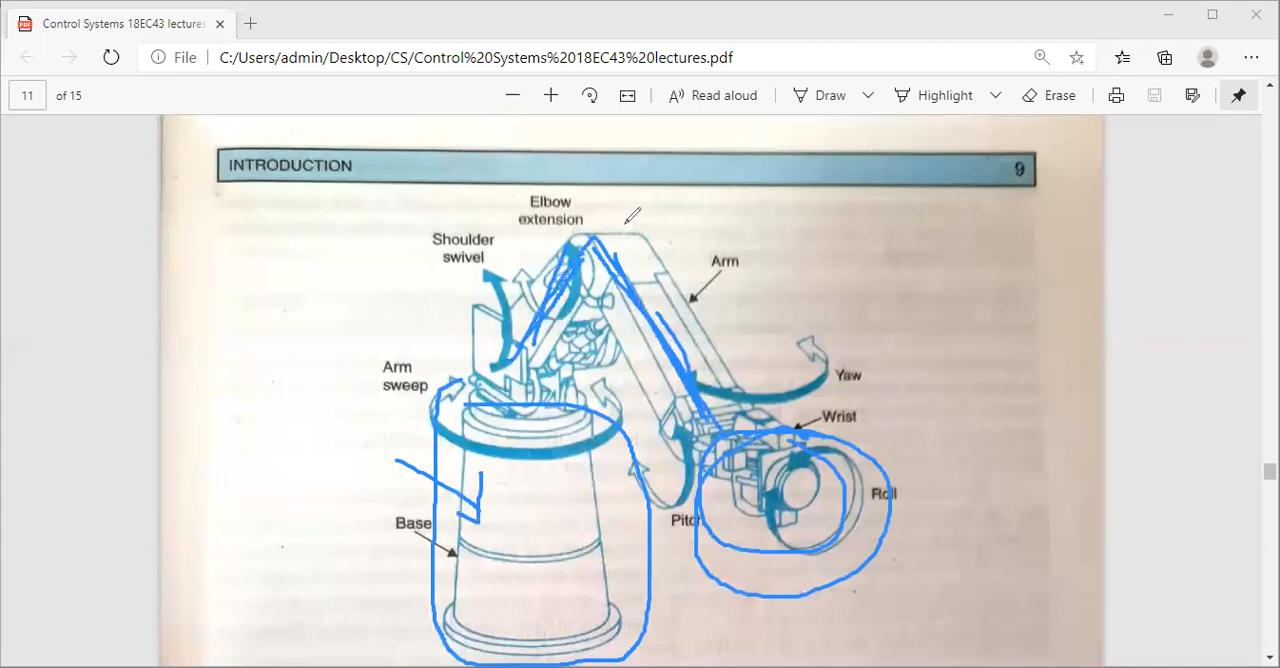 Control Systems 18EC43 lectures
File
C:/Users/admin/Desktop/CS/Control%20Systems%2018EC43%20lectures.pdf
11 of 15
Read aloud
Draw
Highlight
Erase
INTRODUCTION 9
Elbow
extension
Shoulder
swivel
Arm
Arm
sweep
Yaw
Wrist
Roll
Pitch
Base